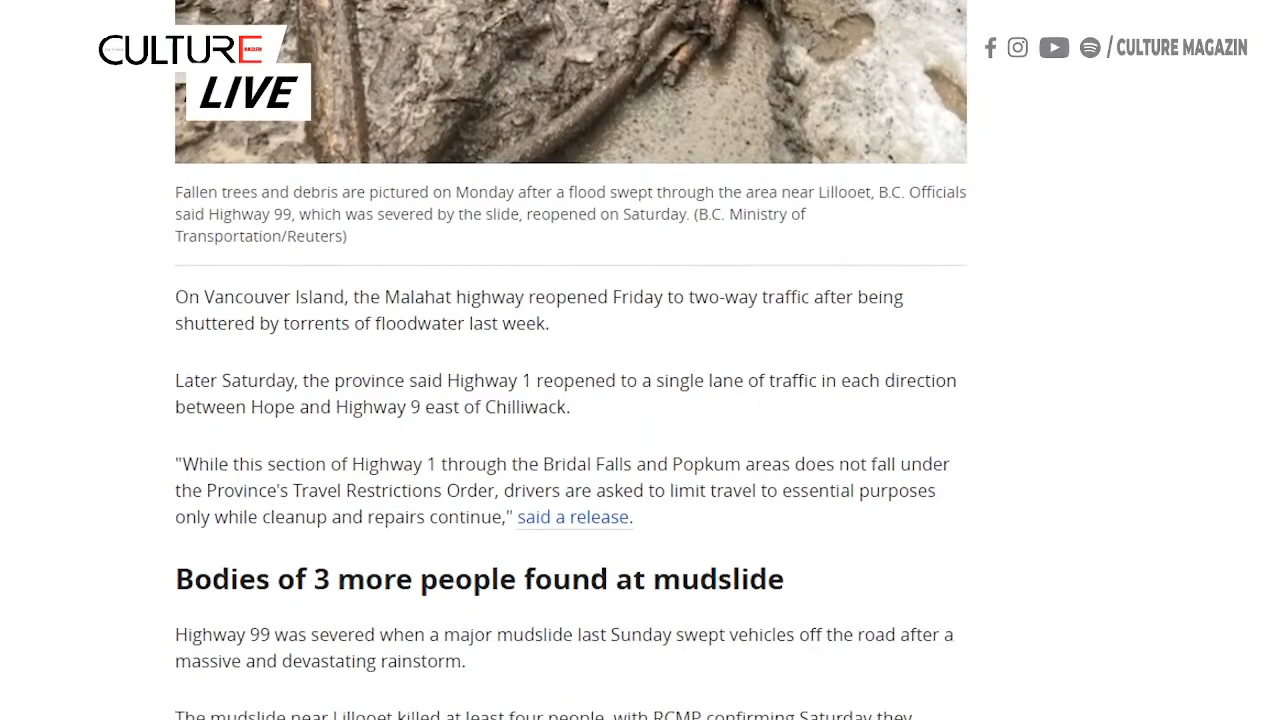 CULTURE
MAGAZIN
LIVE
/ CULTURE MAGAZIN
Fallen trees and debris are pictured on Monday after a flood swept through the area near Lillooet, B.C. Officials
said Highway 99, which was severed by the slide, reopened on Saturday. (B.C. Ministry of
Transportation/Reuters)
On Vancouver Island, the Malahat highway reopened Friday to two-way traffic after being
shuttered by torrents of floodwater last week.
Later Saturday, the province said Highway 1 reopened to a single lane of traffic in each direction
between Hope and Highway 9 east of Chilliwack.
"While this section of Highway 1 through the Bridal Falls and Popkum areas does not fall under
the Province's Travel Restrictions Order, drivers are asked to limit travel to essential purposes
only while cleanup and repairs continue," said a release.
Bodies of 3 more people found at mudslide
Highway 99 was severed when a major mudslide last Sunday swept vehicles off the road after a
massive and devastating rainstorm.
The mudslide near Lillooet killed at least four people, with RCMP confirming Saturday they